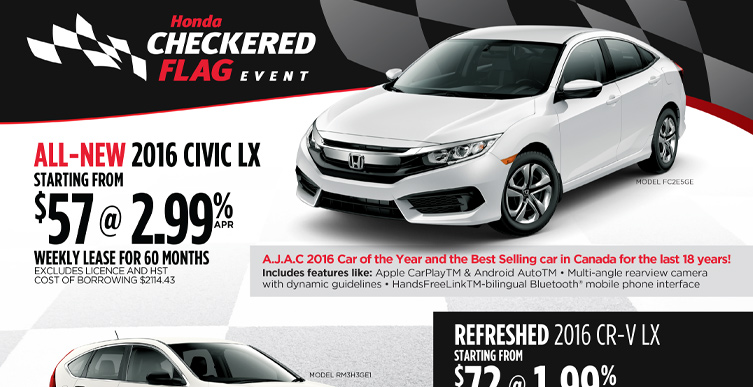 Honda
CHECKERED
FLAG EVENT
ALL-NEW 2016 CIVIC LX
STARTING FROM
$57 @ 2.99% APR
WEEKLY LEASE FOR 60 MONTHS
EXCLUDES LICENCE AND HST
COST OF BORROWING $2114.43
MODEL FC2E5GE
A.J.A.C 2016 Car of the Year and the Best Selling car in Canada for the last 18 years!
Includes features like: Apple CarPlayTM & Android AutoTM • Multi-angle rearview camera
with dynamic guidelines • HandsFreeLinkTM-bilingual Bluetooth® mobile phone interface
MODEL RM3H3GE1
REFRESHED 2016 CR-V LX
STARTING FROM
$72 @ 1.99%